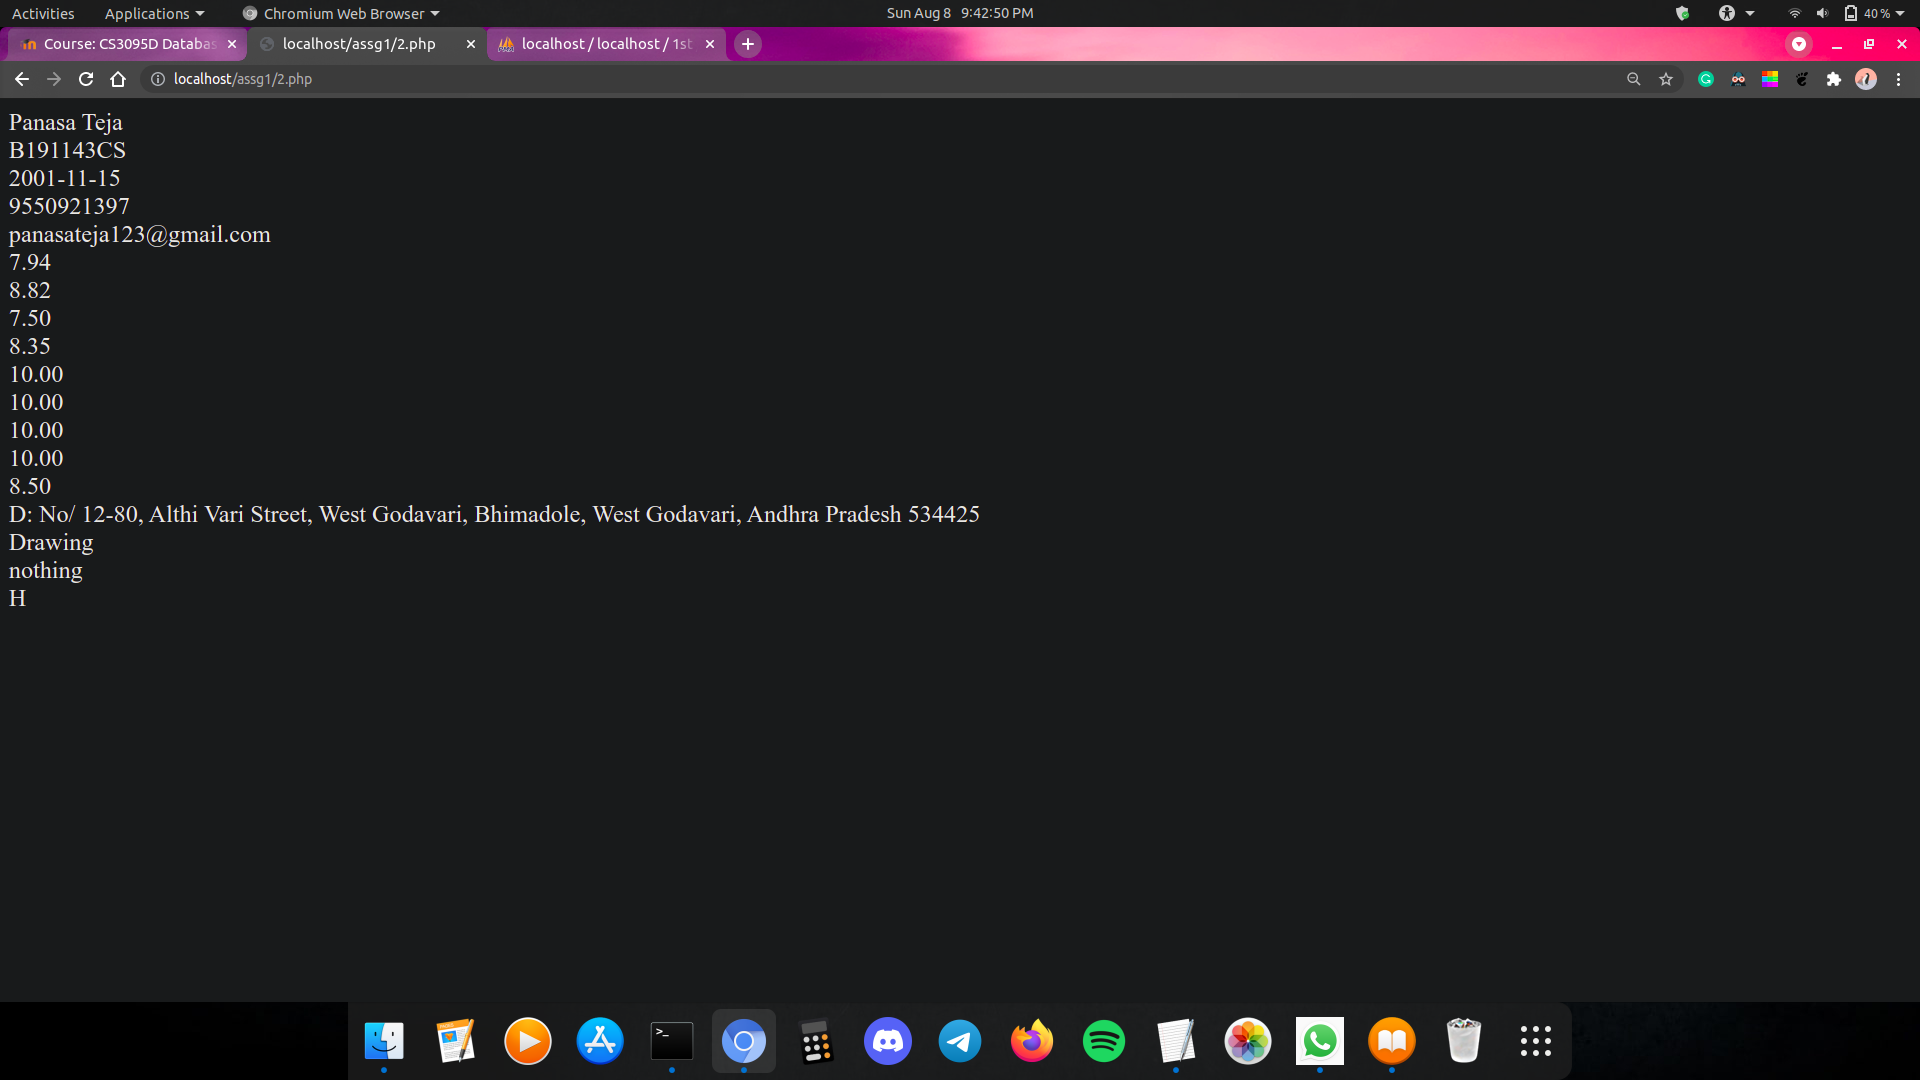 Activities Applications Chromium Web Browser Sun Aug 8 9:42:50 PM 40 %
Course: CS3095D Databas localhost/assg1/2.php localhost / localhost / 1st
localhost/assg1/2.php
Panasa Teja
B191143CS
2001-11-15
9550921397
panasateja123@gmail.com
7.94
8.82
7.50
8.35
10.00
10.00
10.00
10.00
8.50
D: No/ 12-80, Althi Vari Street, West Godavari, Bhimadole, West Godavari, Andhra Pradesh 534425
Drawing
nothing
H